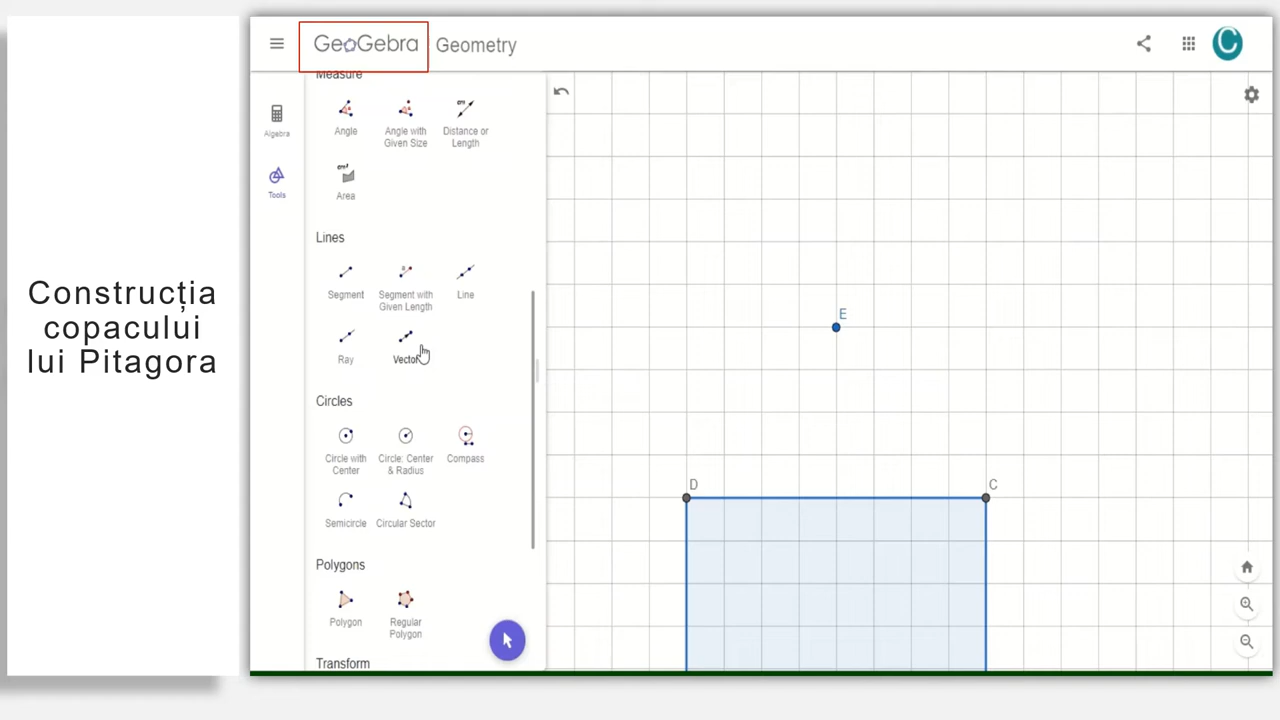 Construcția
copacului
lui Pitagora
GeoGebra Geometry
Measure
Algebra
Tools
Angle
Angle with
Given Size
Distance or
Length
cm
cm²
Area
Lines
Segment
Segment with
Given Length
Line
Ray
Vector
Circles
Circle with
Center
Circle: Center
& Radius
Compass
Semicircle
Circular Sector
Polygons
Polygon
Regular
Polygon
Transform
C
E
D
C